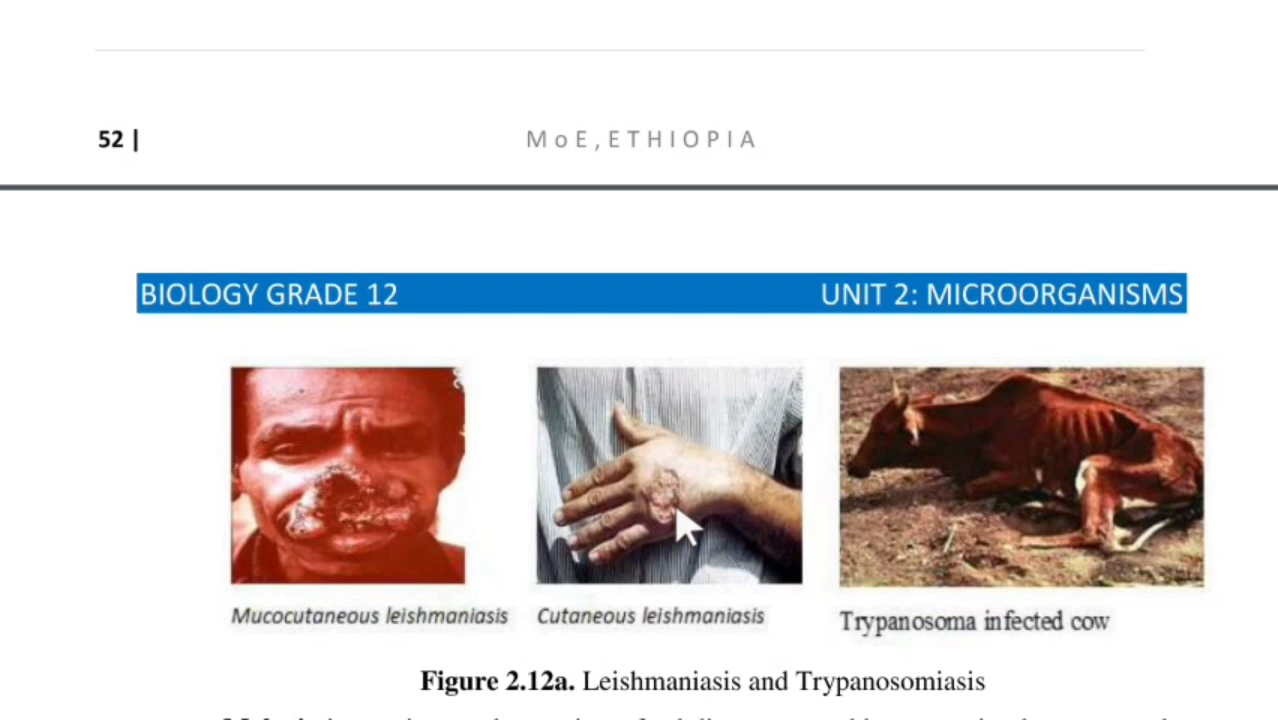 52 |
MoE, ETHIOPIA
BIOLOGY GRADE 12
UNIT 2: MICROORGANISMS
Mucocutaneous leishmaniasis
Cutaneous leishmaniasis
Trypanosoma infected cow
Figure 2.12a. Leishmaniasis and Trypanosomiasis